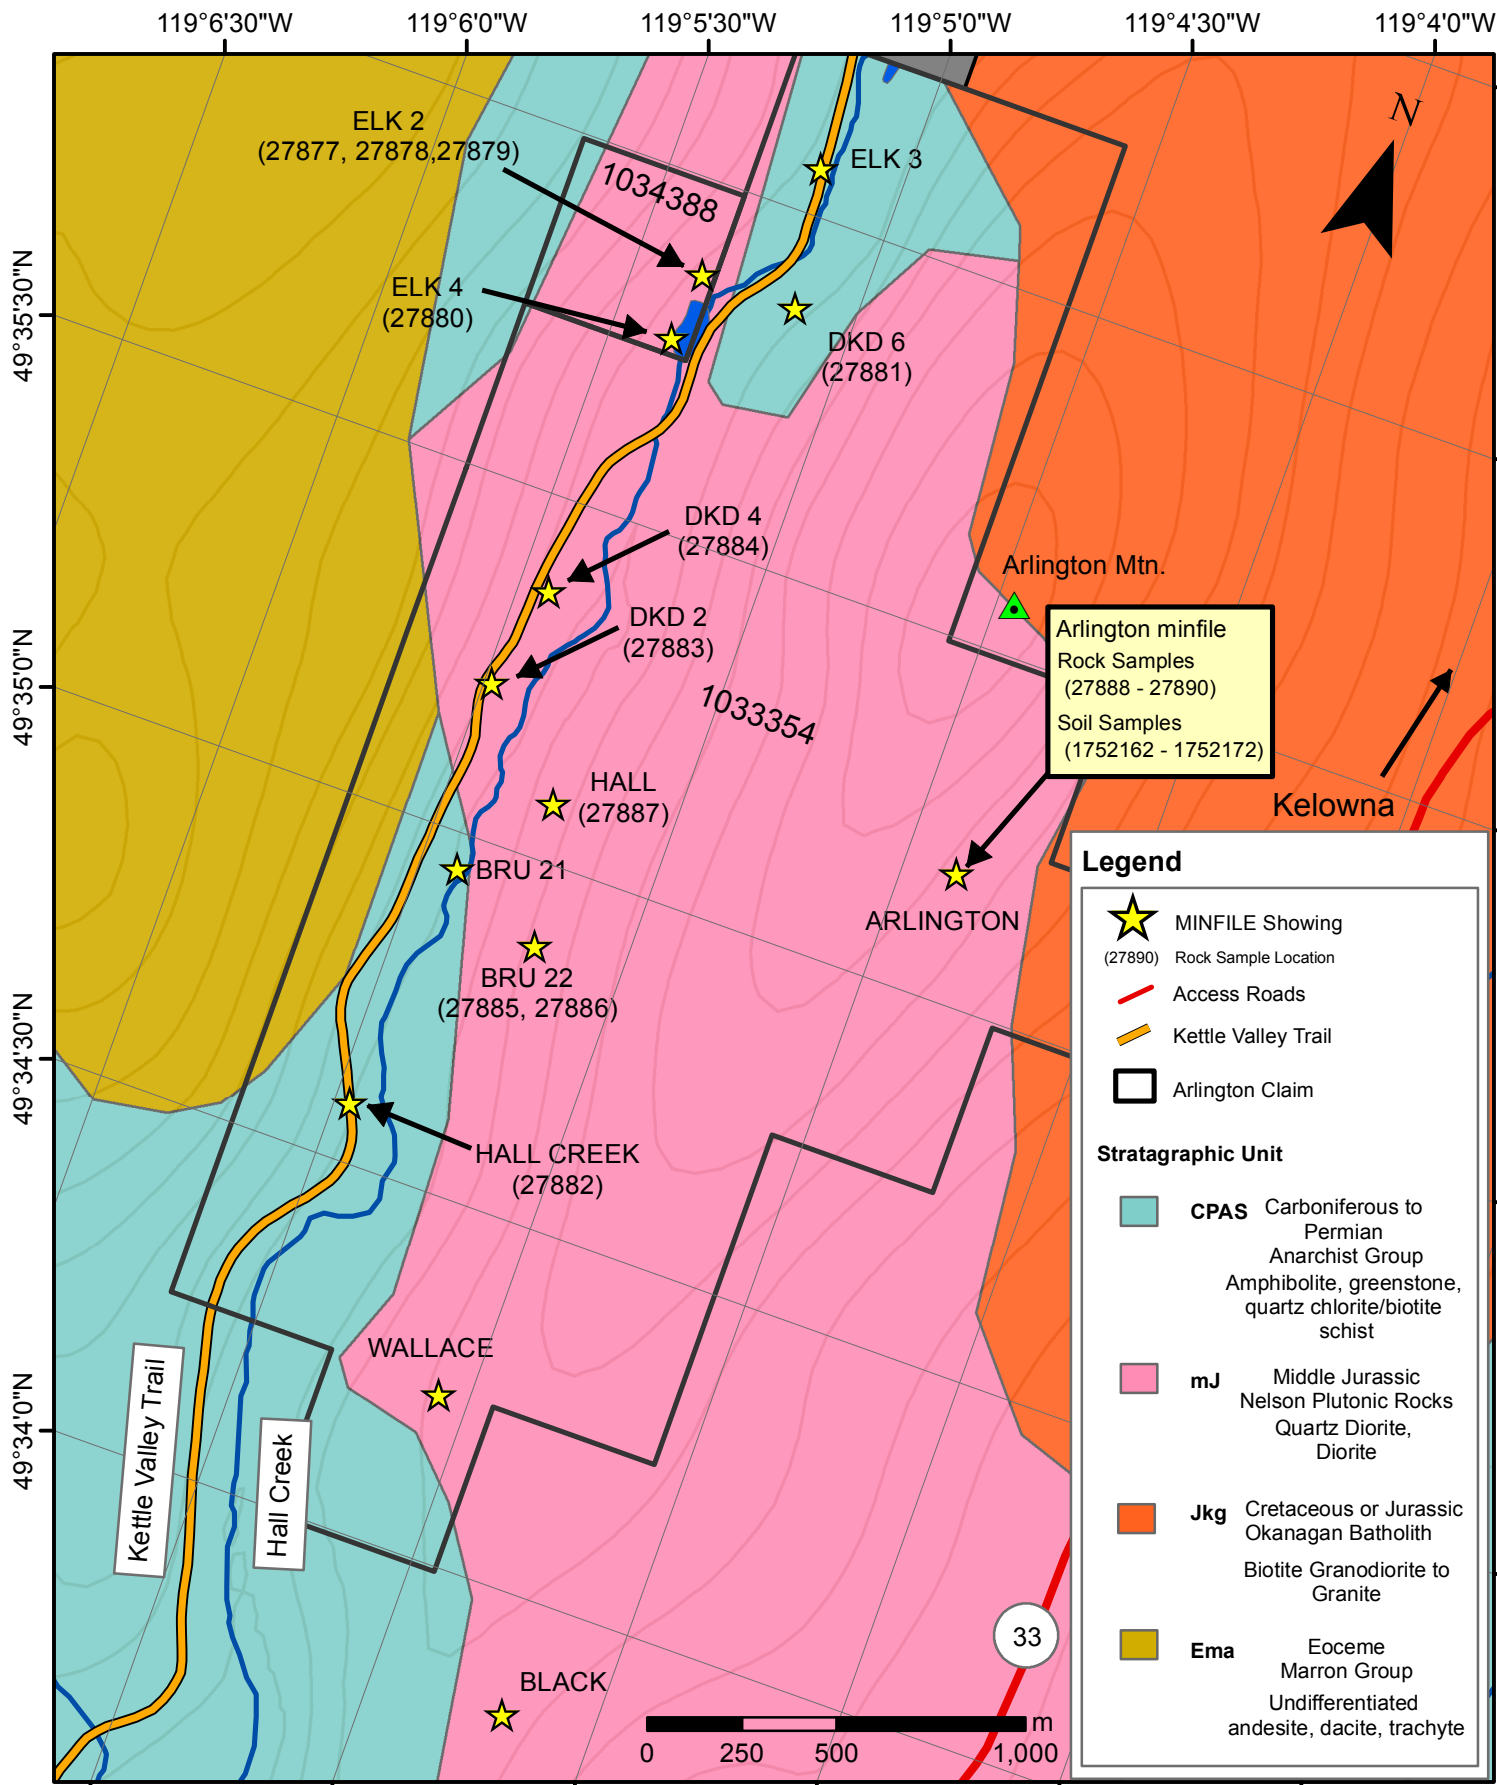 119°6'30"W 119°6'0"W 119°5'30"W 119°5'0"W 119°4'30"W 119°4'0"W
49°35'30"N
49°35'0"N
49°34'30"N
49°34'0"N
N
ELK 2
(27877, 27878,27879)
1034388
ELK 3
ELK 4
(27880)
DKD 6
(27881)
DKD 4
(27884)
Arlington Mtn.
DKD 2
(27883)
Arlington minfile
Rock Samples
(27888 - 27890)
Soil Samples
(1752162 - 1752172)
1033354
HALL
(27887)
Kelowna
BRU 21
ARLINGTON
BRU 22
(27885, 27886)
HALL CREEK
(27882)
WALLACE
Kettle Valley Trail
Hall Creek
BLACK
33
m
0 250 500 1,000
Legend
MINFILE Showing
(27890) Rock Sample Location
Access Roads
Kettle Valley Trail
Arlington Claim
Stratagraphic Unit
CPAS Carboniferous to
Permian
Anarchist Group
Amphibolite, greenstone,
quartz chlorite/biotite
schist
mJ Middle Jurassic
Nelson Plutonic Rocks
Quartz Diorite,
Diorite
Jkg Cretaceous or Jurassic
Okanagan Batholith
Biotite Granodiorite to
Granite
Ema Eoceme
Marron Group
Undifferentiated
andesite, dacite, trachyte